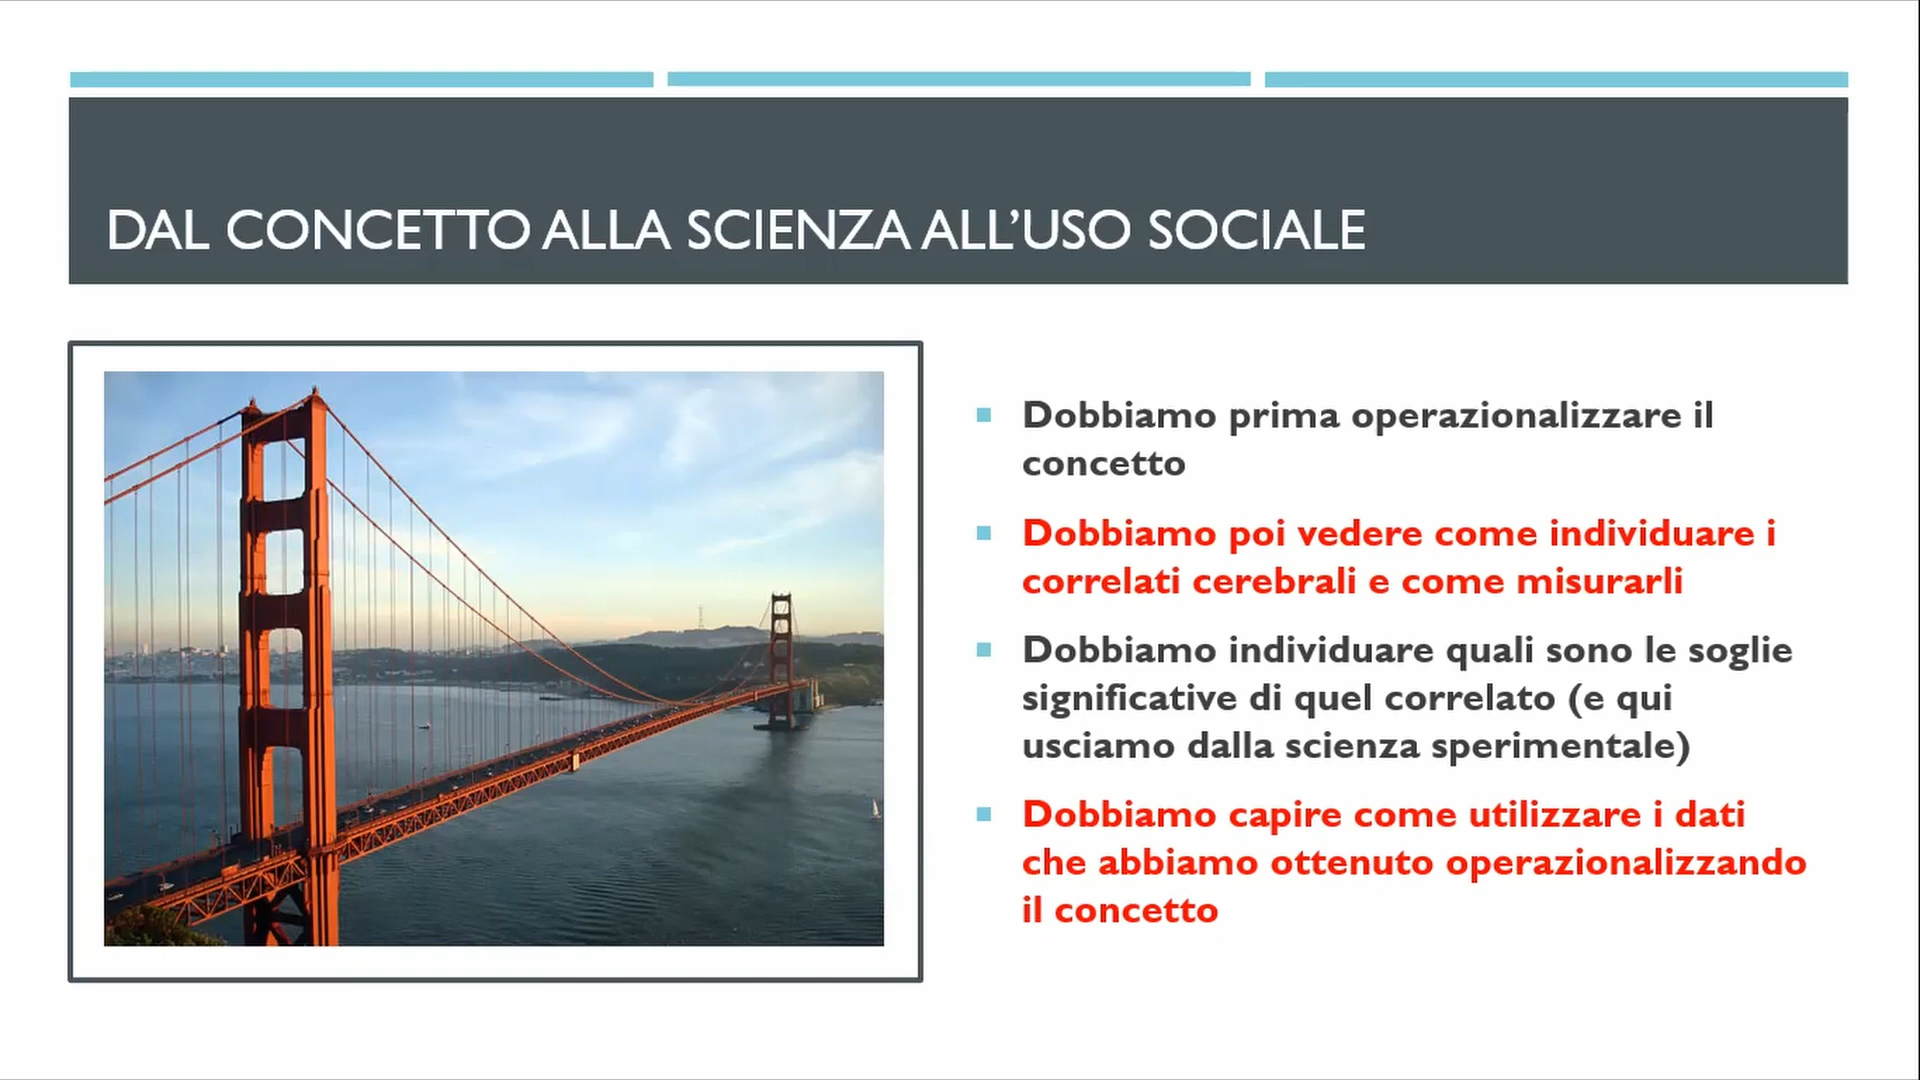 DAL CONCETTO ALLA SCIENZA ALL’USO SOCIALE
Dobbiamo prima operazionalizzare il
concetto
Dobbiamo poi vedere come individuare i
correlati cerebrali e come misurarli
Dobbiamo individuare quali sono le soglie
significative di quel correlato (e qui
usciamo dalla scienza sperimentale)
Dobbiamo capire come utilizzare i dati
che abbiamo ottenuto operazionalizzando
il concetto